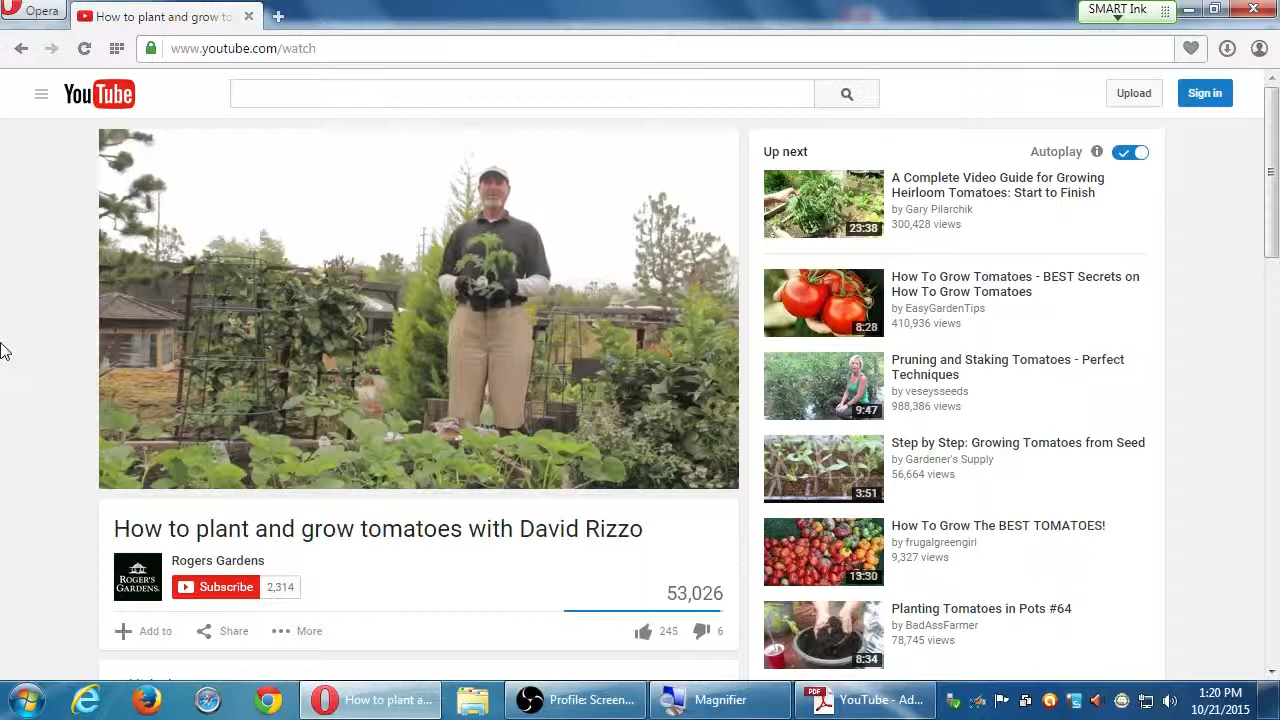 Opera
How to plant and grow to
SMART Ink
www.youtube.com/watch
YouTube
Upload
Sign in
Up next
Autoplay
A Complete Video Guide for Growing
Heirloom Tomatoes: Start to Finish
by Gary Pilarchik
300,428 views
23:38
How To Grow Tomatoes - BEST Secrets on
How To Grow Tomatoes
by EasyGardenTips
410,936 views
8:28
Pruning and Staking Tomatoes - Perfect
Techniques
by veseysseeds
988,386 views
9:47
Step by Step: Growing Tomatoes from Seed
by Gardener's Supply
56,664 views
3:51
How To Grow The BEST TOMATOES!
by frugalgreengirl
9,327 views
13:30
Planting Tomatoes in Pots #64
by BadAssFarmer
78,745 views
8:34
How to plant and grow tomatoes with David Rizzo
ROGER'S
GARDENS
Rogers Gardens
Subscribe
2,314
53,026
Add to
Share
More
245
6
How to plant a...
Profile: Screen...
Magnifier
PDF
YouTube - Ad...
1:20 PM
10/21/2015